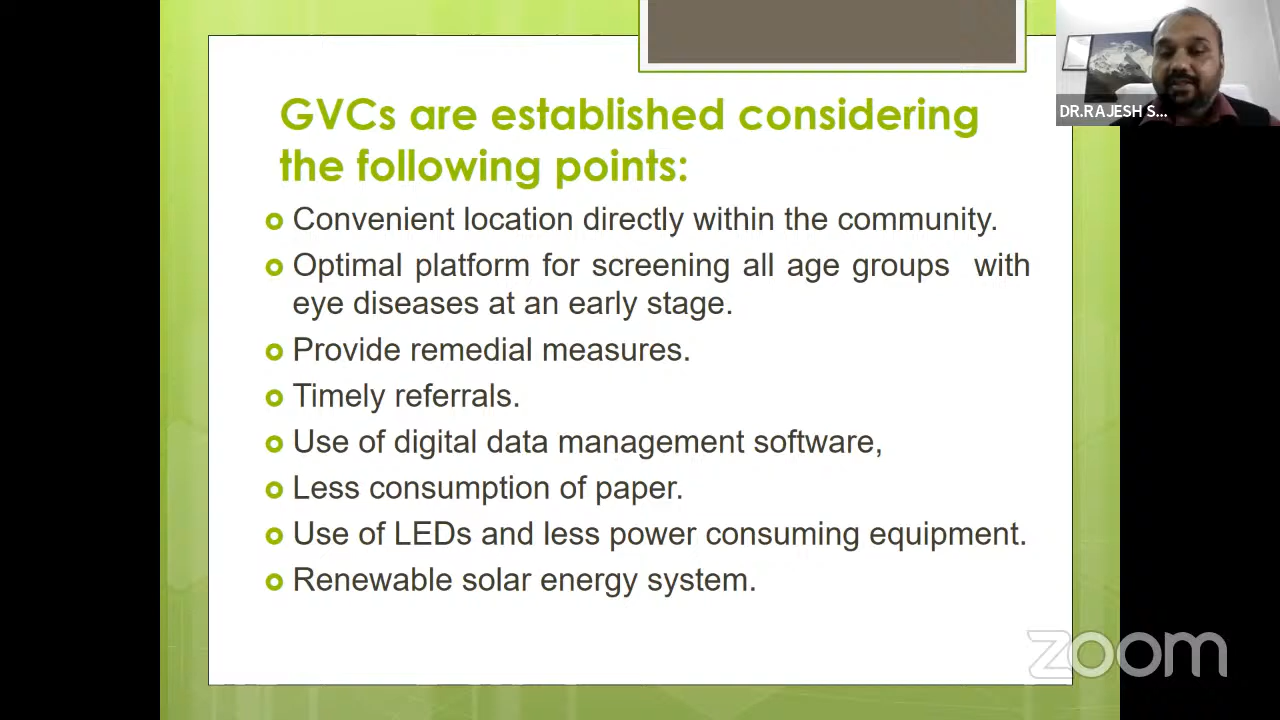 GVCs are established considering
the following points:
Convenient location directly within the community.
Optimal platform for screening all age groups with
eye diseases at an early stage.
Provide remedial measures.
Timely referrals.
Use of digital data management software,
Less consumption of paper.
Use of LEDs and less power consuming equipment.
Renewable solar energy system.
DR.RAJESH S...
zoom